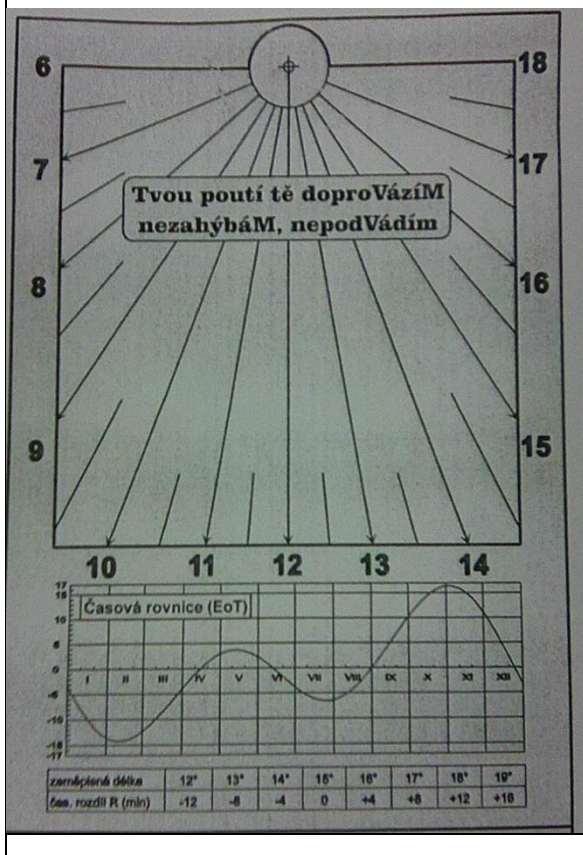 6 18
7 17
Tvou poutí tě doproVázíM
nezahýbáM, nepodVádím
8 16
9 15
10 11 12 13 14
Časová rovnice (EoT)
17
15
10
5
0
I II III IV V VI VII VIII IX X XI XII
-5
-10
-15
-17
zeměpisná délka 12° 13° 14° 15° 16° 17° 18° 19°
čas. rozdíl R (min) -12 -8 -4 0 +4 +8 +12 +16